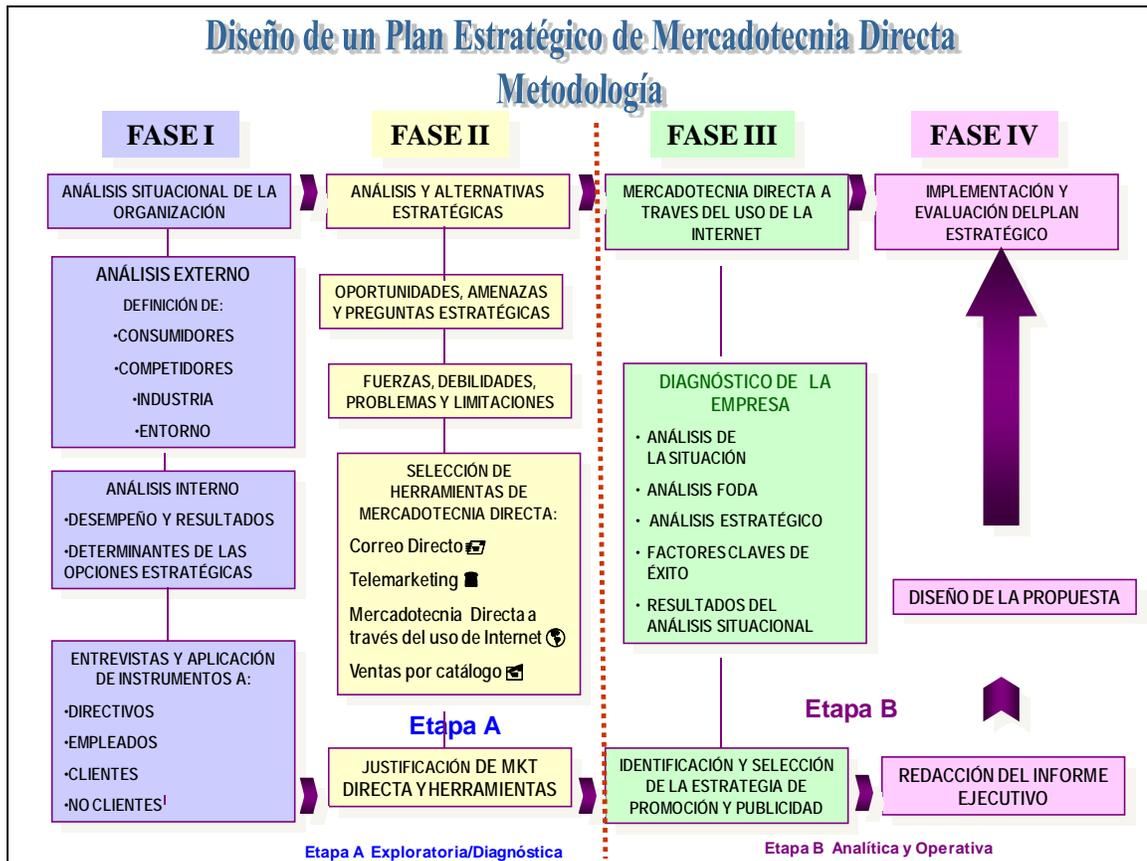 Diseño de un Plan Estratégico de Mercadotecnia Directa
Metodología
FASE I
ANÁLISIS SITUACIONAL DE LA
ORGANIZACIÓN
ANÁLISIS EXTERNO
DEFINICIÓN DE:
•CONSUMIDORES
•COMPETIDORES
•INDUSTRIA
•ENTORNO
ANÁLISIS INTERNO
•DESEMPEÑO Y RESULTADOS
•DETERMINANTES DE LAS
OPCIONES ESTRATÉGICAS
ENTREVISTAS Y APLICACIÓN
DE INSTRUMENTOS A:
•DIRECTIVOS
•EMPLEADOS
•CLIENTES
•NO CLIENTES
FASE II
ANÁLISIS Y ALTERNATIVAS
ESTRATÉGICAS
OPORTUNIDADES, AMENAZAS
Y PREGUNTAS ESTRATÉGICAS
FUERZAS, DEBILIDADES,
PROBLEMAS Y LIMITACIONES
SELECCIÓN DE
HERRAMIENTAS DE
MERCADOTECNIA DIRECTA:
Correo Directo
Telemarketing
Mercadotecnia Directa a
través del uso de Internet
Ventas por catálogo
Etapa A
JUSTIFICACIÓN DE MKT
DIRECTA Y HERRAMIENTAS
Etapa A Exploratoria/Diagnóstica
FASE III
MERCADOTECNIA DIRECTA A
TRAVES DEL USO DE LA
INTERNET
DIAGNÓSTICO DE LA
EMPRESA
• ANÁLISIS DE
LA SITUACIÓN
• ANÁLISIS FODA
• ANÁLISIS ESTRATÉGICO
• FACTORES CLAVES DE
ÉXITO
• RESULTADOS DEL
ANÁLISIS SITUACIONAL
IDENTIFICACIÓN Y SELECCIÓN
DE LA ESTRATEGIA DE
PROMOCIÓN Y PUBLICIDAD
FASE IV
IMPLEMENTACIÓN Y
EVALUACIÓN DELPLAN
ESTRATÉGICO
DISEÑO DE LA PROPUESTA
Etapa B
REDACCIÓN DEL INFORME
EJECUTIVO
Etapa B Analítica y Operativa